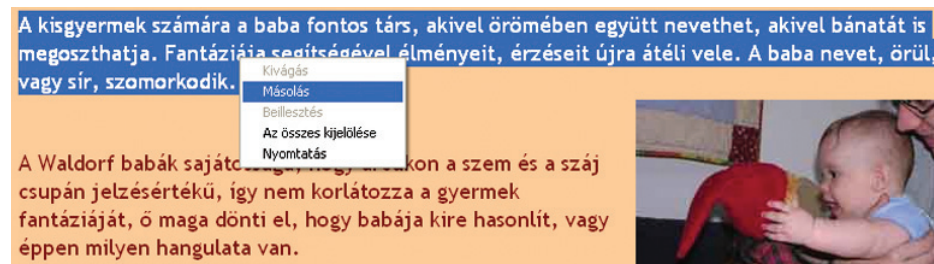 A kisgyermek számára a baba fontos társ, akivel örömében együtt nevethet, akivel bánatát is
megoszthatja. Fantáziája segítségével élményeit, érzéseit újra átéli vele. A baba nevet, örül,
vagy sír, szomorkodik.
Kivágás
Másolás
Beillesztés
Az összes kijelölése
Nyomtatás
A Waldorf babák a szem és a száj
csupán jelzésértékű, így nem korlátozza a gyermek
fantáziáját, ő maga dönti el, hogy babája kire hasonlít, vagy
éppen milyen hangulata van.